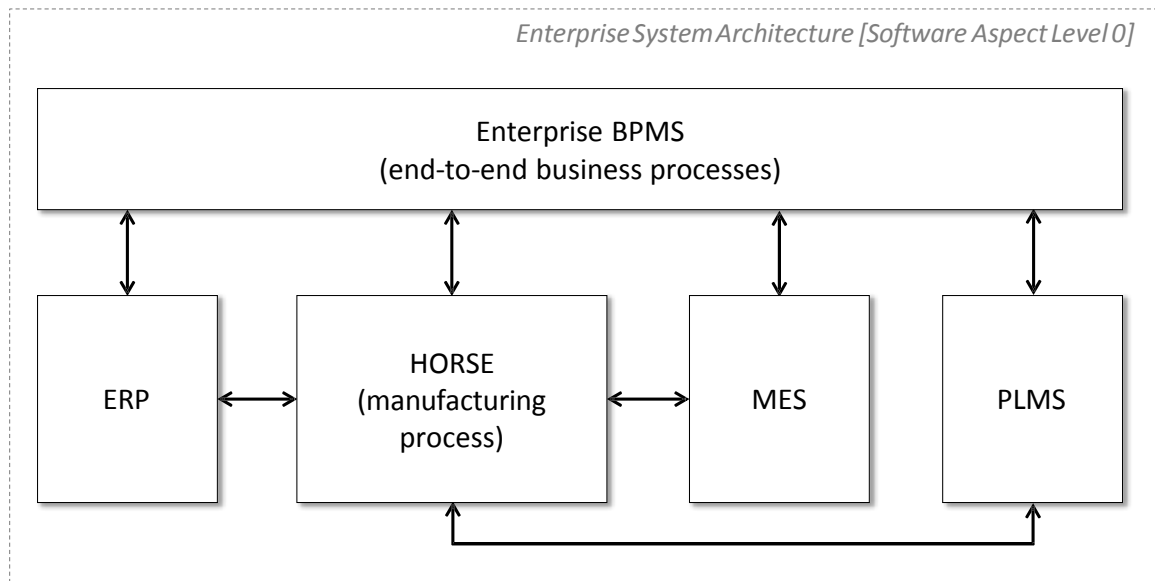 Enterprise System Architecture [Software Aspect Level 0]
Enterprise BPMS
(end-to-end business processes)
ERP
HORSE
(manufacturing
process)
MES
PLMS